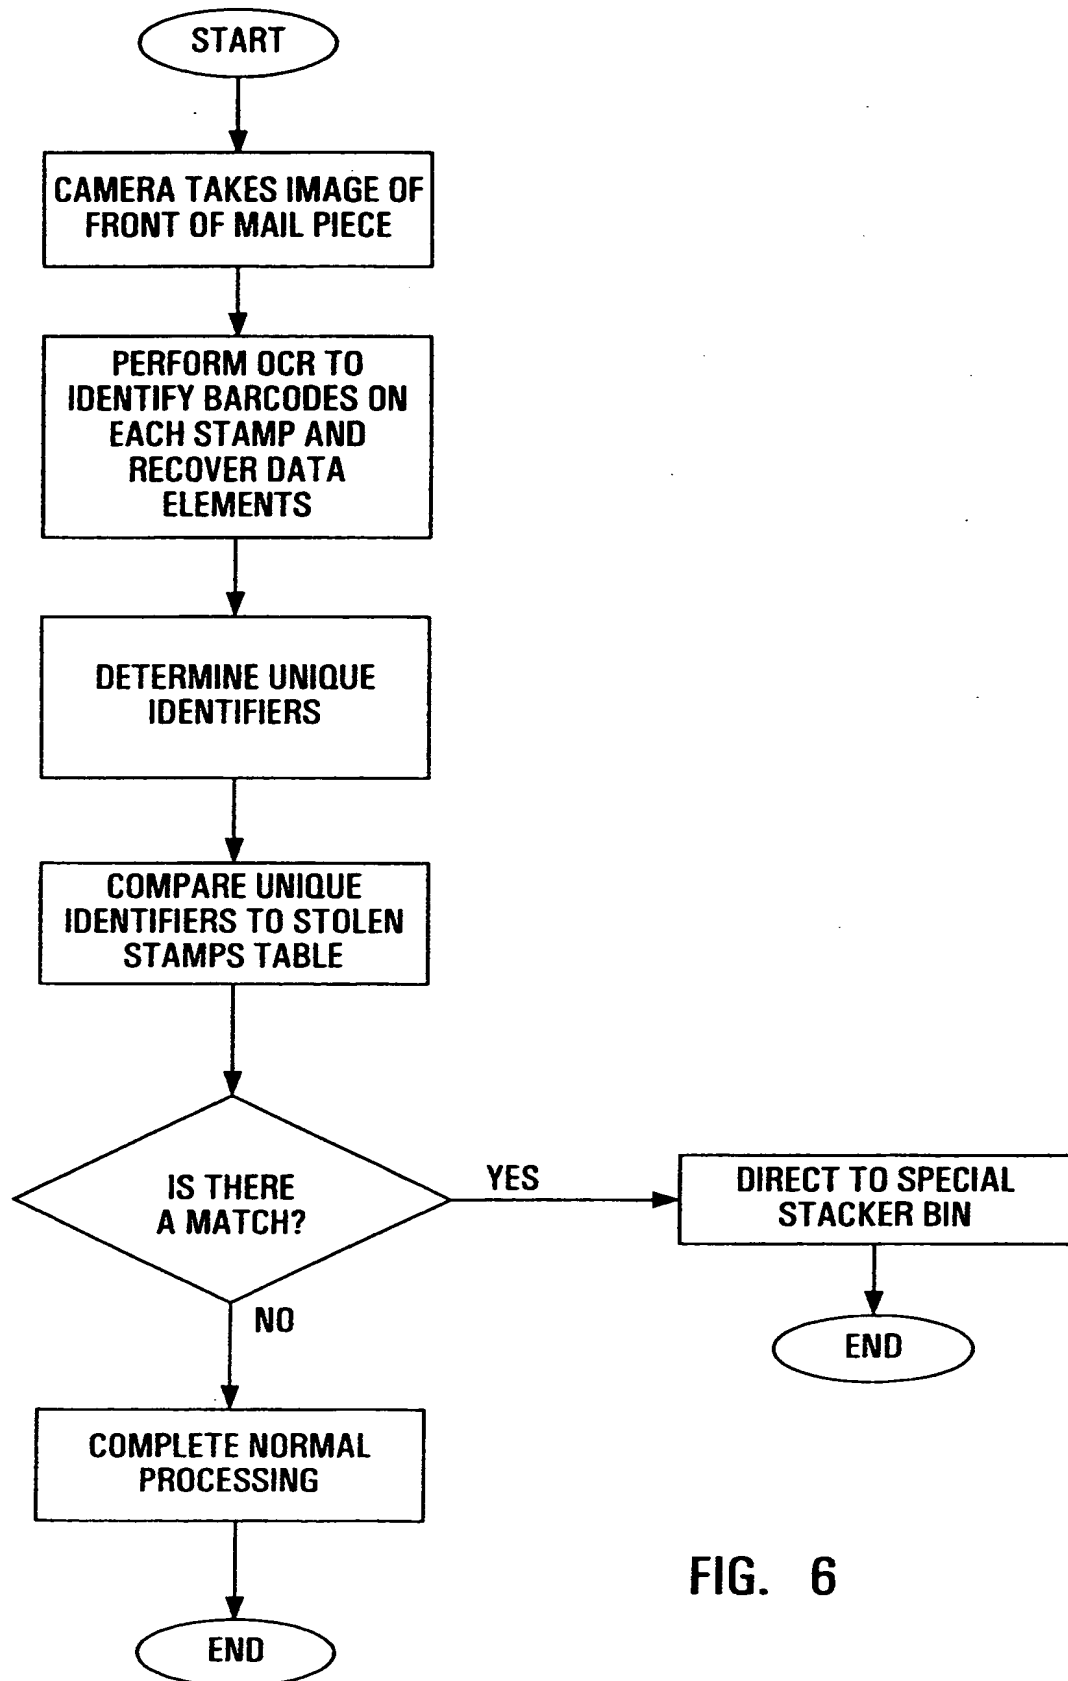 START
CAMERA TAKES IMAGE OF
FRONT OF MAIL PIECE
PERFORM OCR TO
IDENTIFY BARCODES ON
EACH STAMP AND
RECOVER DATA
ELEMENTS
DETERMINE UNIQUE
IDENTIFIERS
COMPARE UNIQUE
IDENTIFIERS TO STOLEN
STAMPS TABLE
IS THERE
A MATCH?
YES
DIRECT TO SPECIAL
STACKER BIN
END
NO
COMPLETE NORMAL
PROCESSING
END
FIG. 6